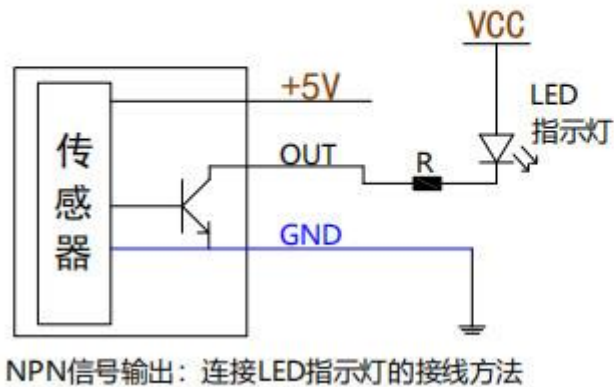 VCC
+5V
LED
指示灯
传
感
器
OUT
R
GND
NPN信号输出：连接LED指示灯的接线方法